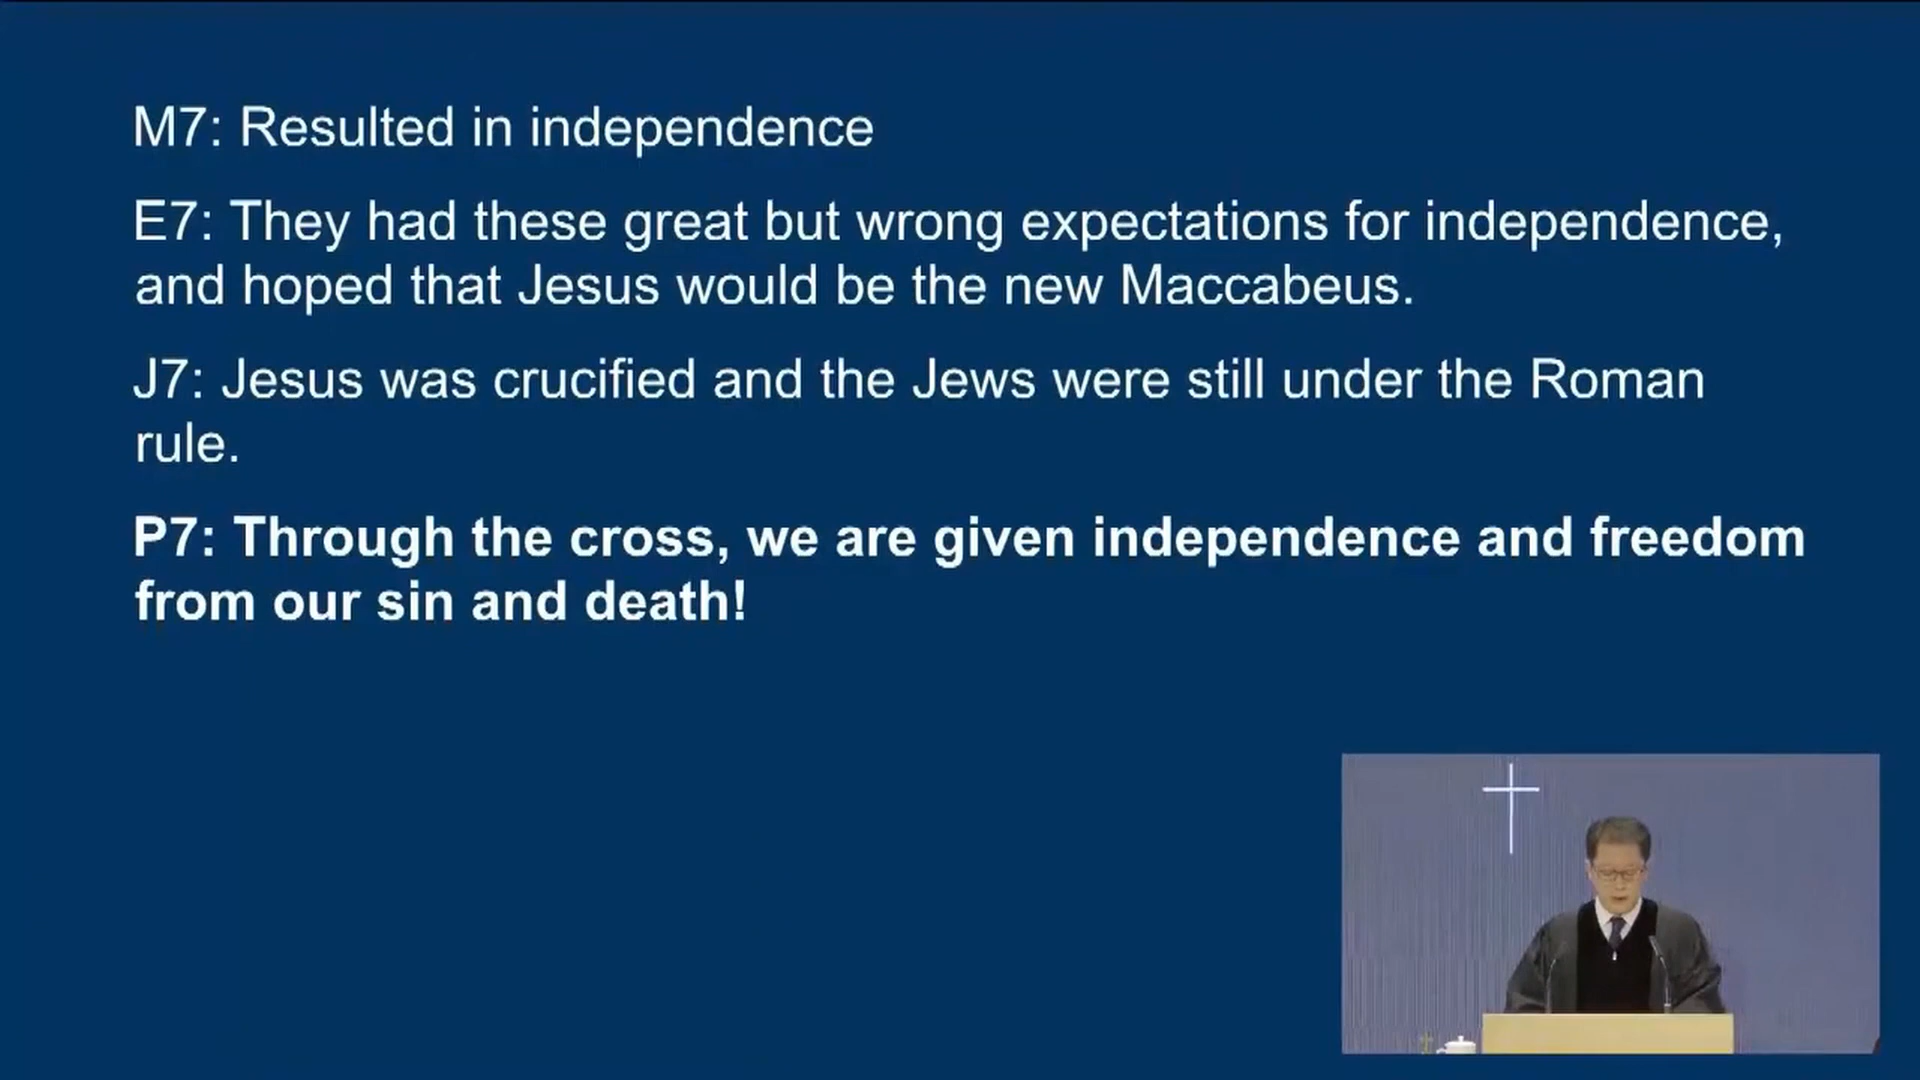 M7: Resulted in independence
E7: They had these great but wrong expectations for independence,
and hoped that Jesus would be the new Maccabeus.
J7: Jesus was crucified and the Jews were still under the Roman
rule.
P7: Through the cross, we are given independence and freedom
from our sin and death!